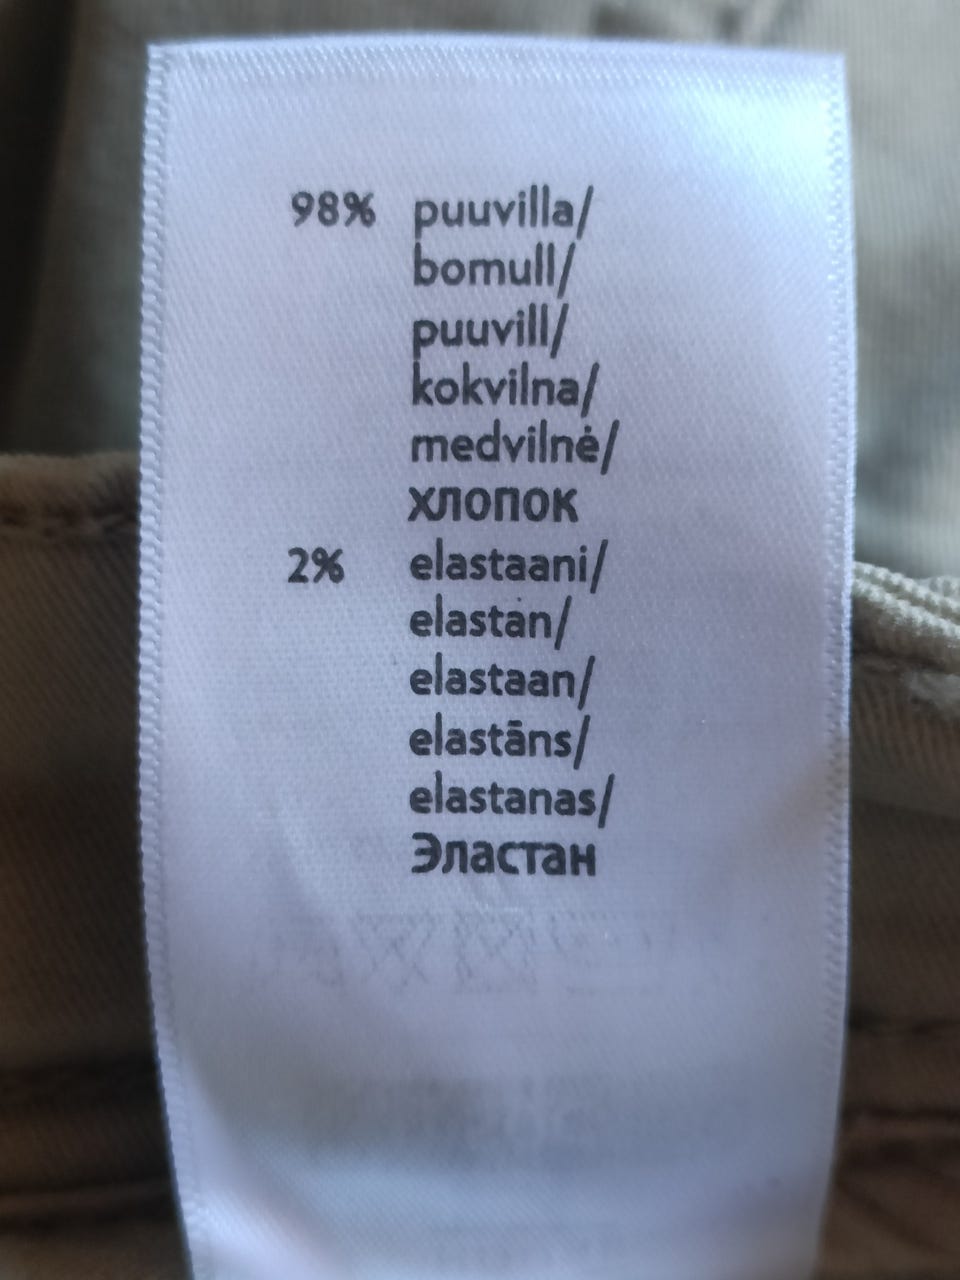 98% puuvilla/
bomull/
puuvill/
kokvilna/
medvilnė/
хлопок
2% elastaani/
elastan/
elastaan/
elastāns/
elastanas/
Эластан